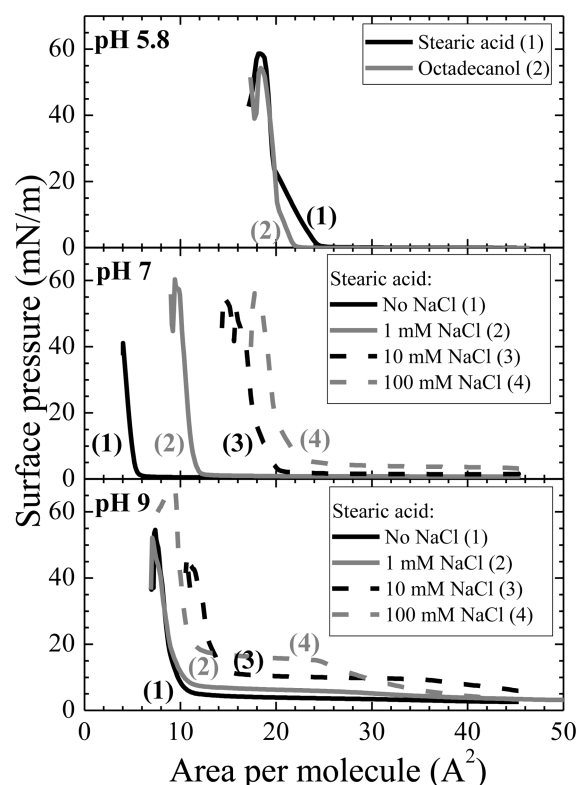 pH 5.8
Stearic acid (1)
Octadecanol (2)
60
40
20
0
(2)
(1)
pH 7
Stearic acid:
No NaCl (1)
1 mM NaCl (2)
10 mM NaCl (3)
100 mM NaCl (4)
60
40
20
0
(1)
(2)
(3)
(4)
Surface pressure (mN/m)
pH 9
Stearic acid:
No NaCl (1)
1 mM NaCl (2)
10 mM NaCl (3)
100 mM NaCl (4)
60
40
20
0
(1)
(2)
(3)
(4)
0 10 20 30 40 50
Area per molecule (A²)